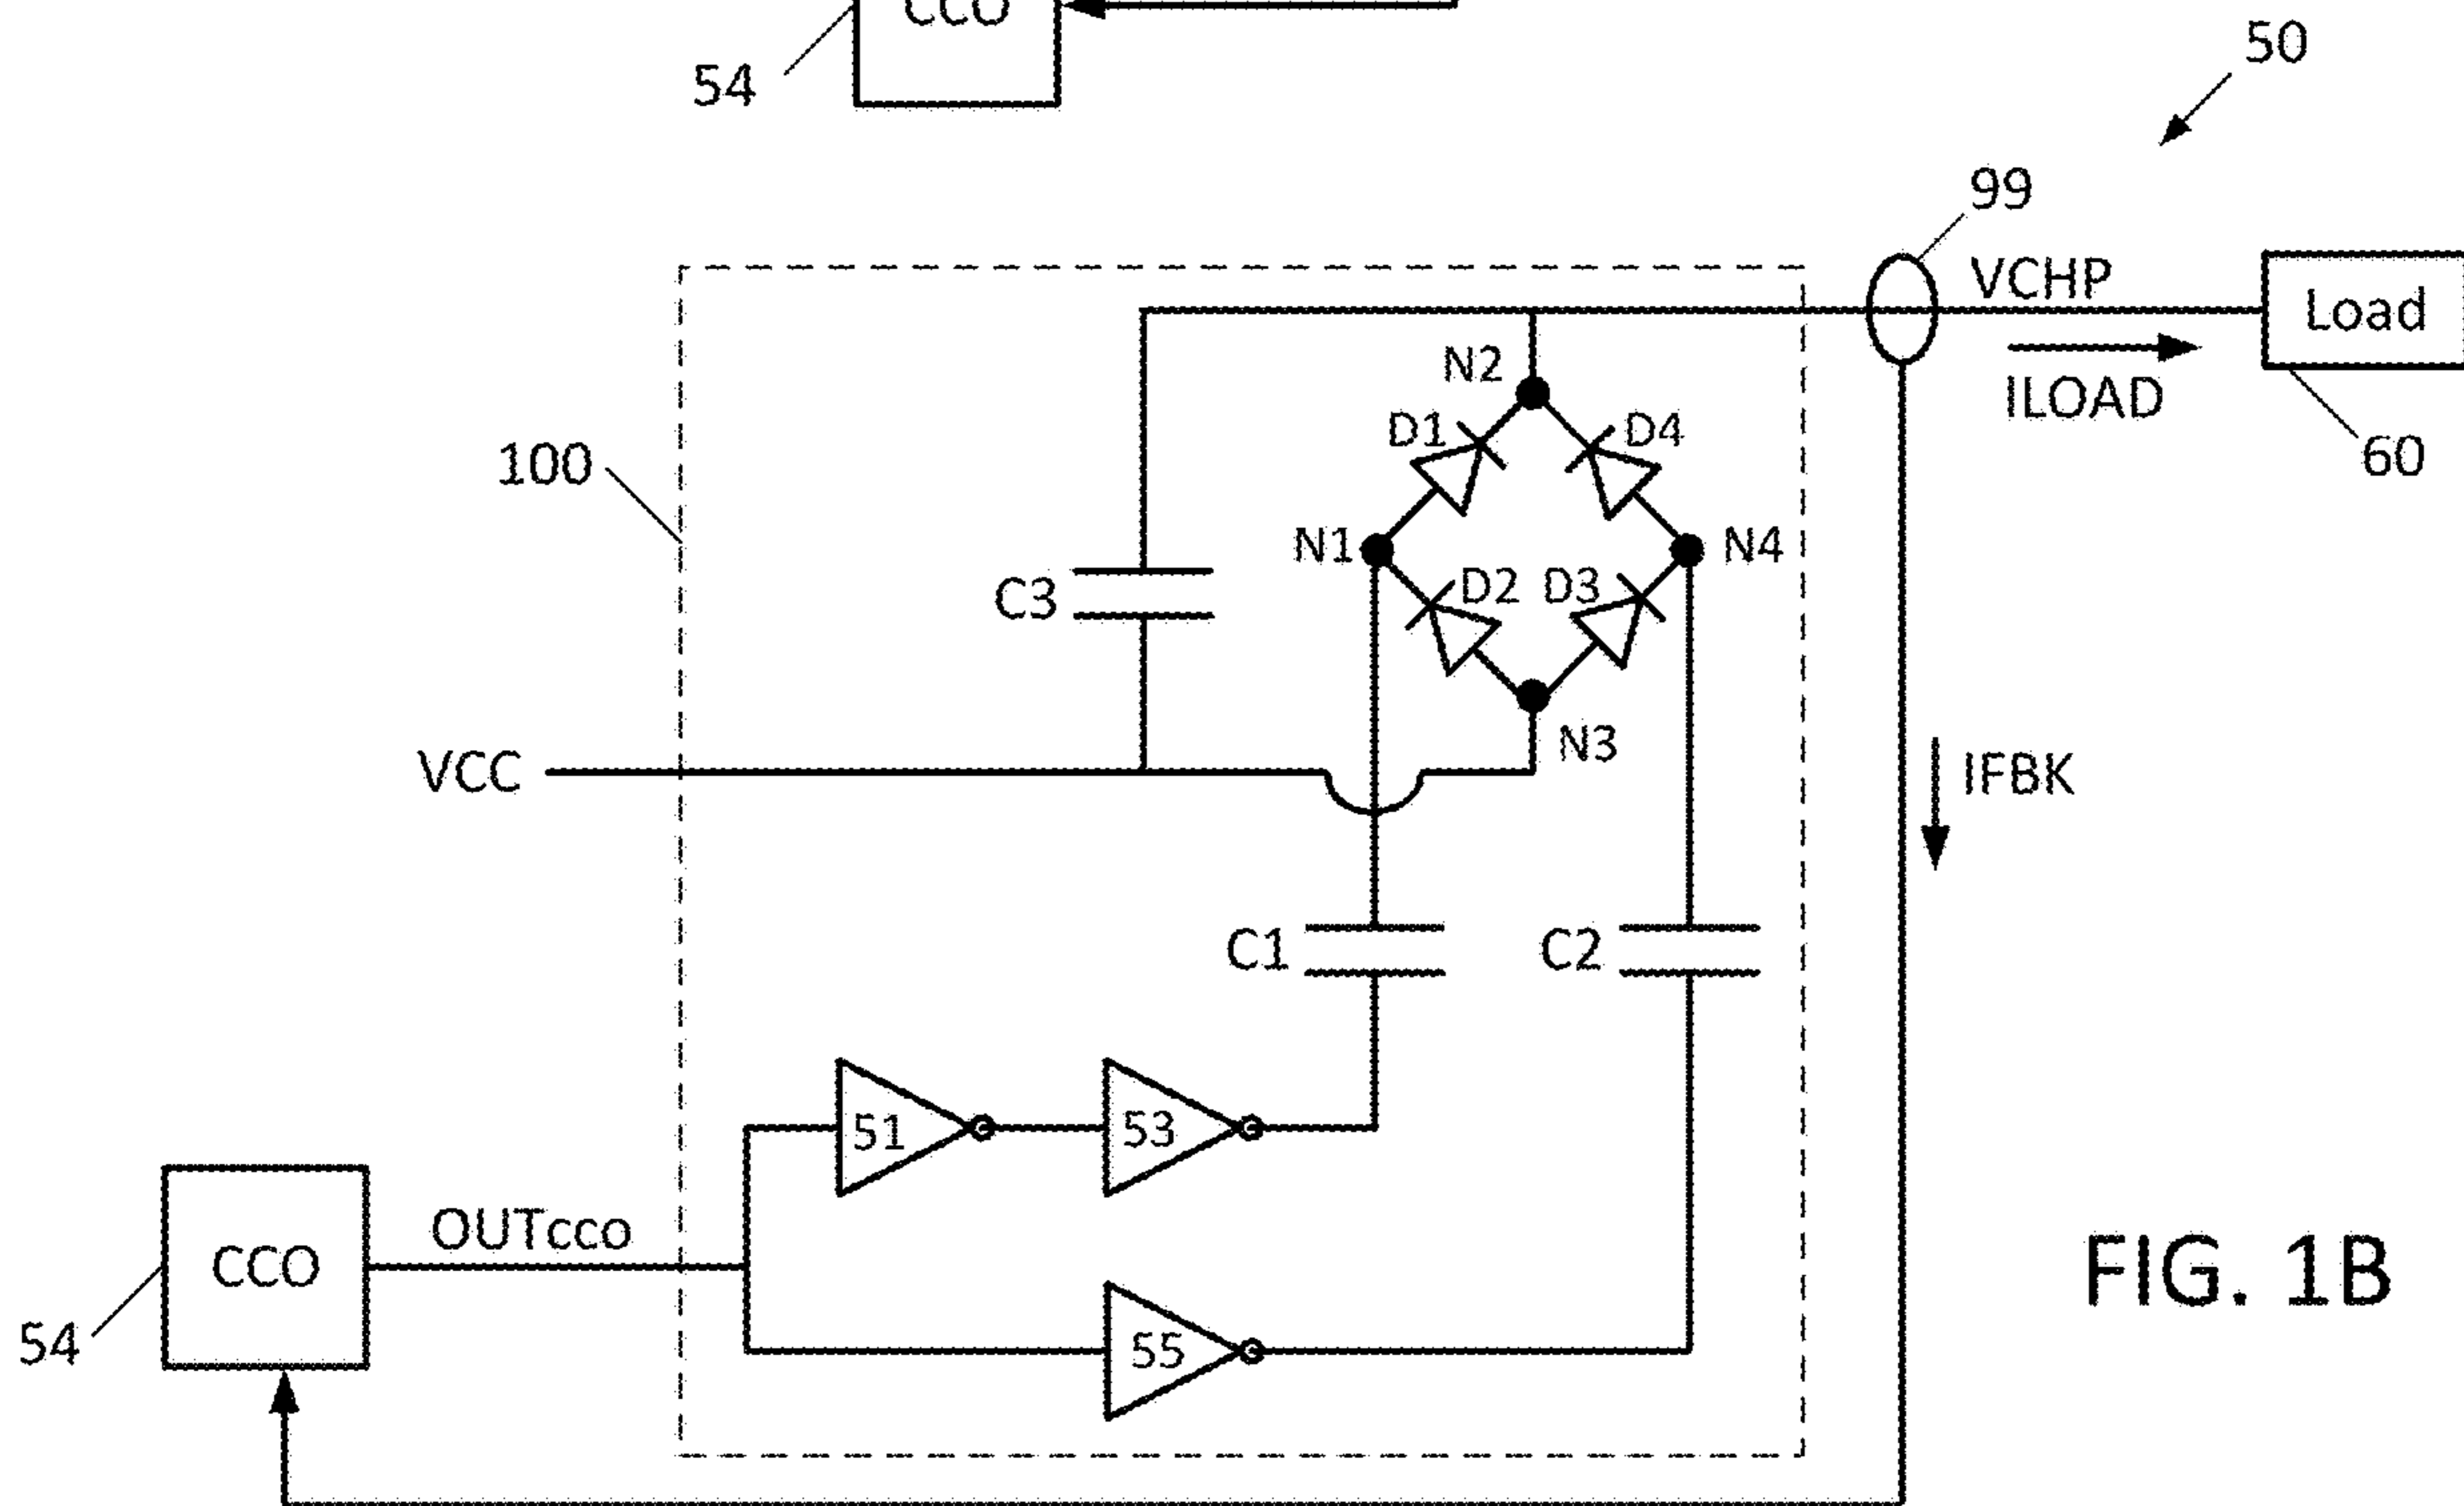 CCO
54
50
99
VCHP
Load
ILOAD
60
N2
D1
D4
100
N1
N4
D2
D3
C3
N3
VCC
IFBK
C1
C2
51
53
OUTcco
CCO
54
55
FIG. 1B